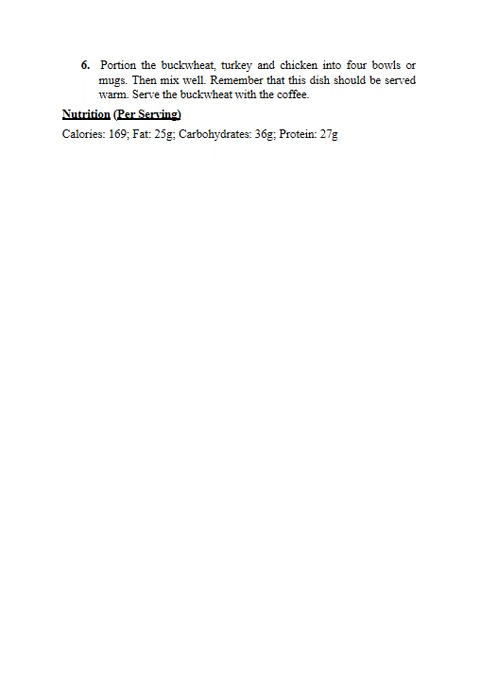 6. Portion the buckwheat, turkey and chicken into four bowls or
mugs. Then mix well. Remember that this dish should be served
warm. Serve the buckwheat with the coffee.
Nutrition (Per Serving)
Calories: 169; Fat: 25g; Carbohydrates: 36g; Protein: 27g